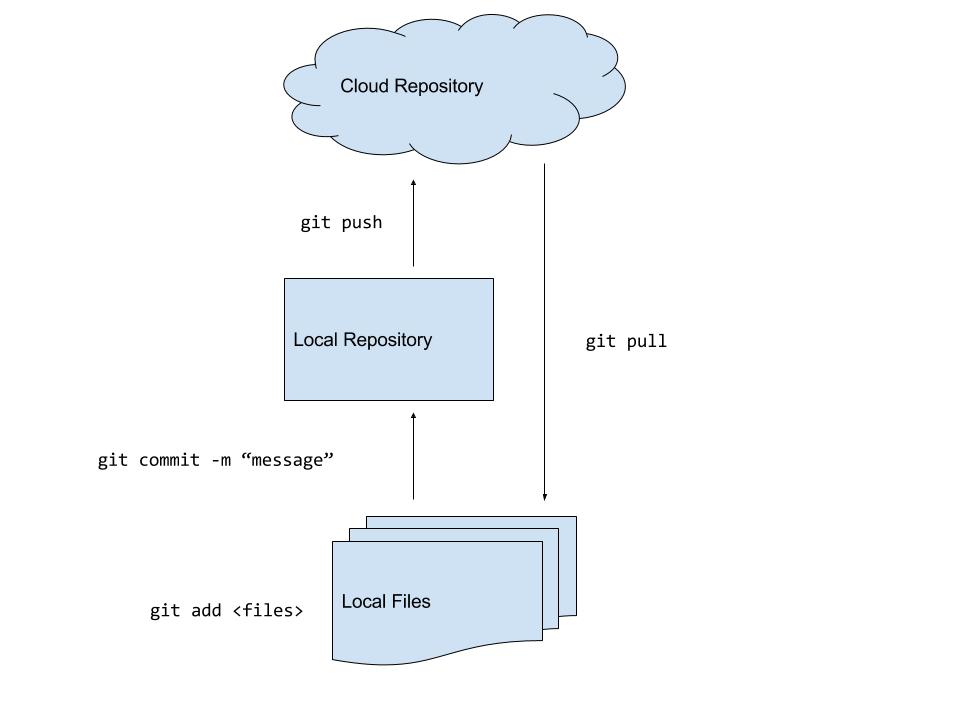 Cloud Repository
git push
Local Repository
git pull
git commit -m “message”
Local Files
git add <files>